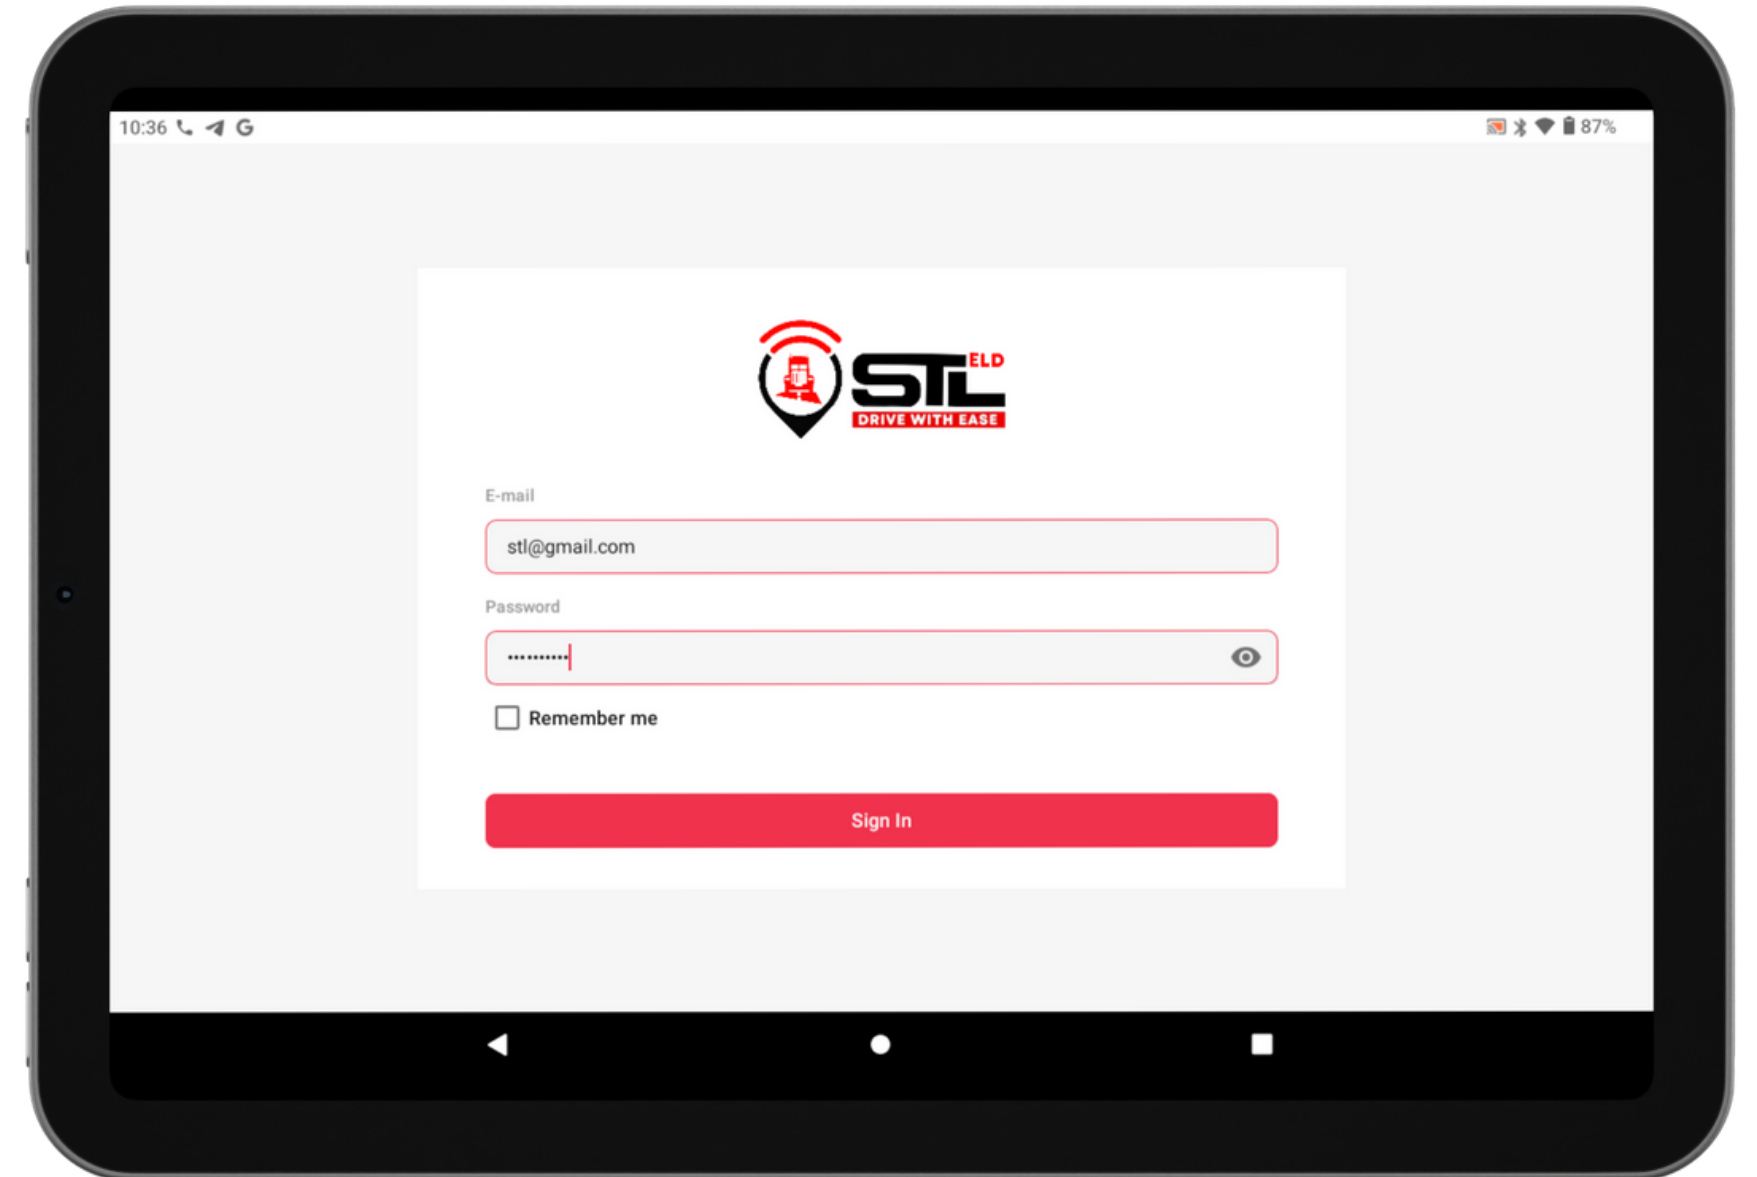 10:36
87%
STL ELD
DRIVE WITH EASE
E-mail
stl@gmail.com
Password
••••••••••
Remember me
Sign In